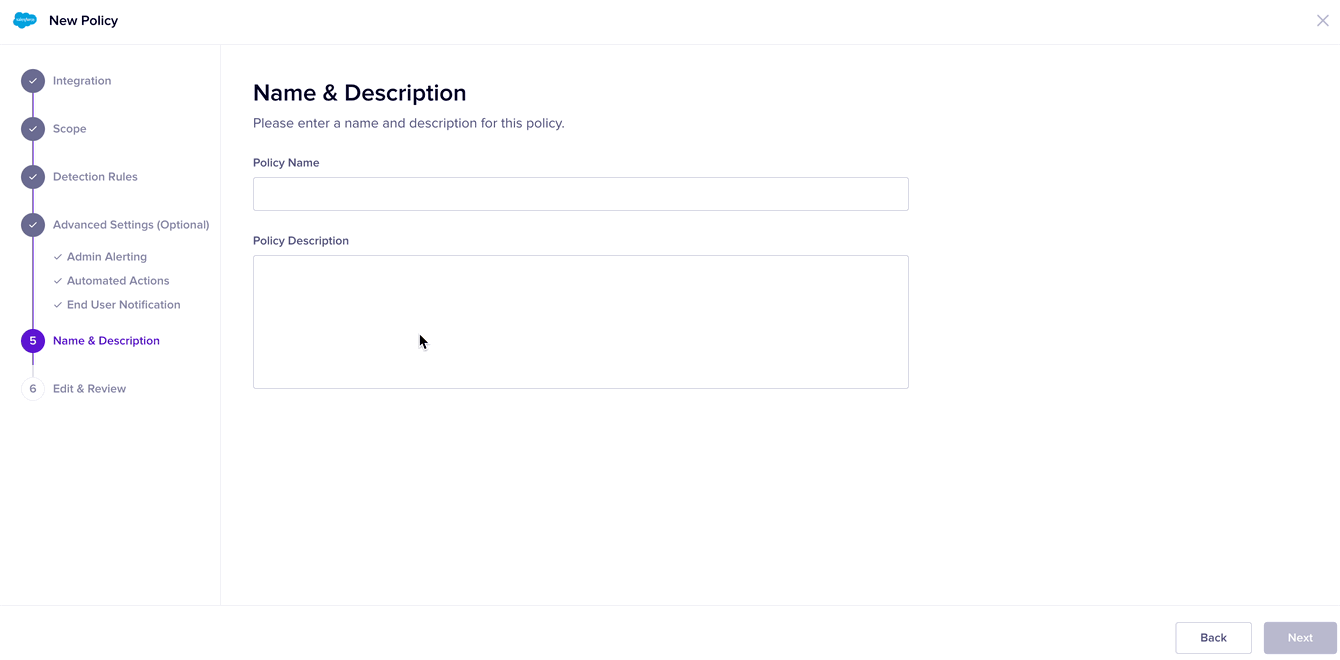 salesforce
New Policy
Integration
Scope
Detection Rules
Advanced Settings (Optional)
Admin Alerting
Automated Actions
End User Notification
5 Name & Description
6 Edit & Review
Name & Description
Please enter a name and description for this policy.
Policy Name
Policy Description
Back
Next